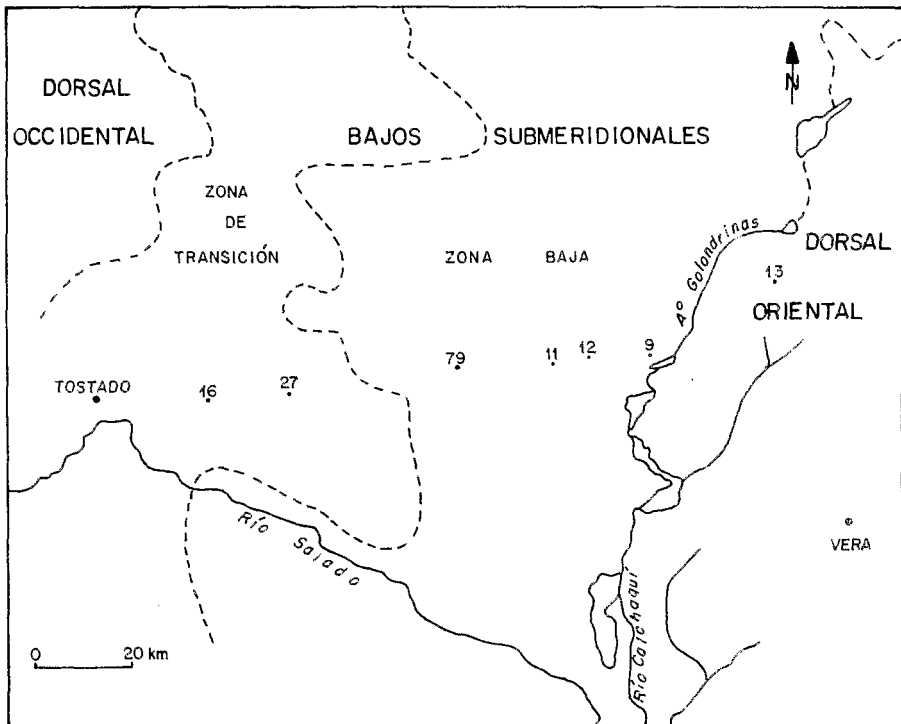 DORSAL
OCCIDENTAL
BAJOS SUBMERIDIONALES
N
ZONA
DE
TRANSICIÓN
ZONA BAJA
Aº Golondrinas
DORSAL
ORIENTAL
13
79
11
12
9
TOSTADO
16
27
Río Salado
VERA
Río Calchaquí
0 20 km